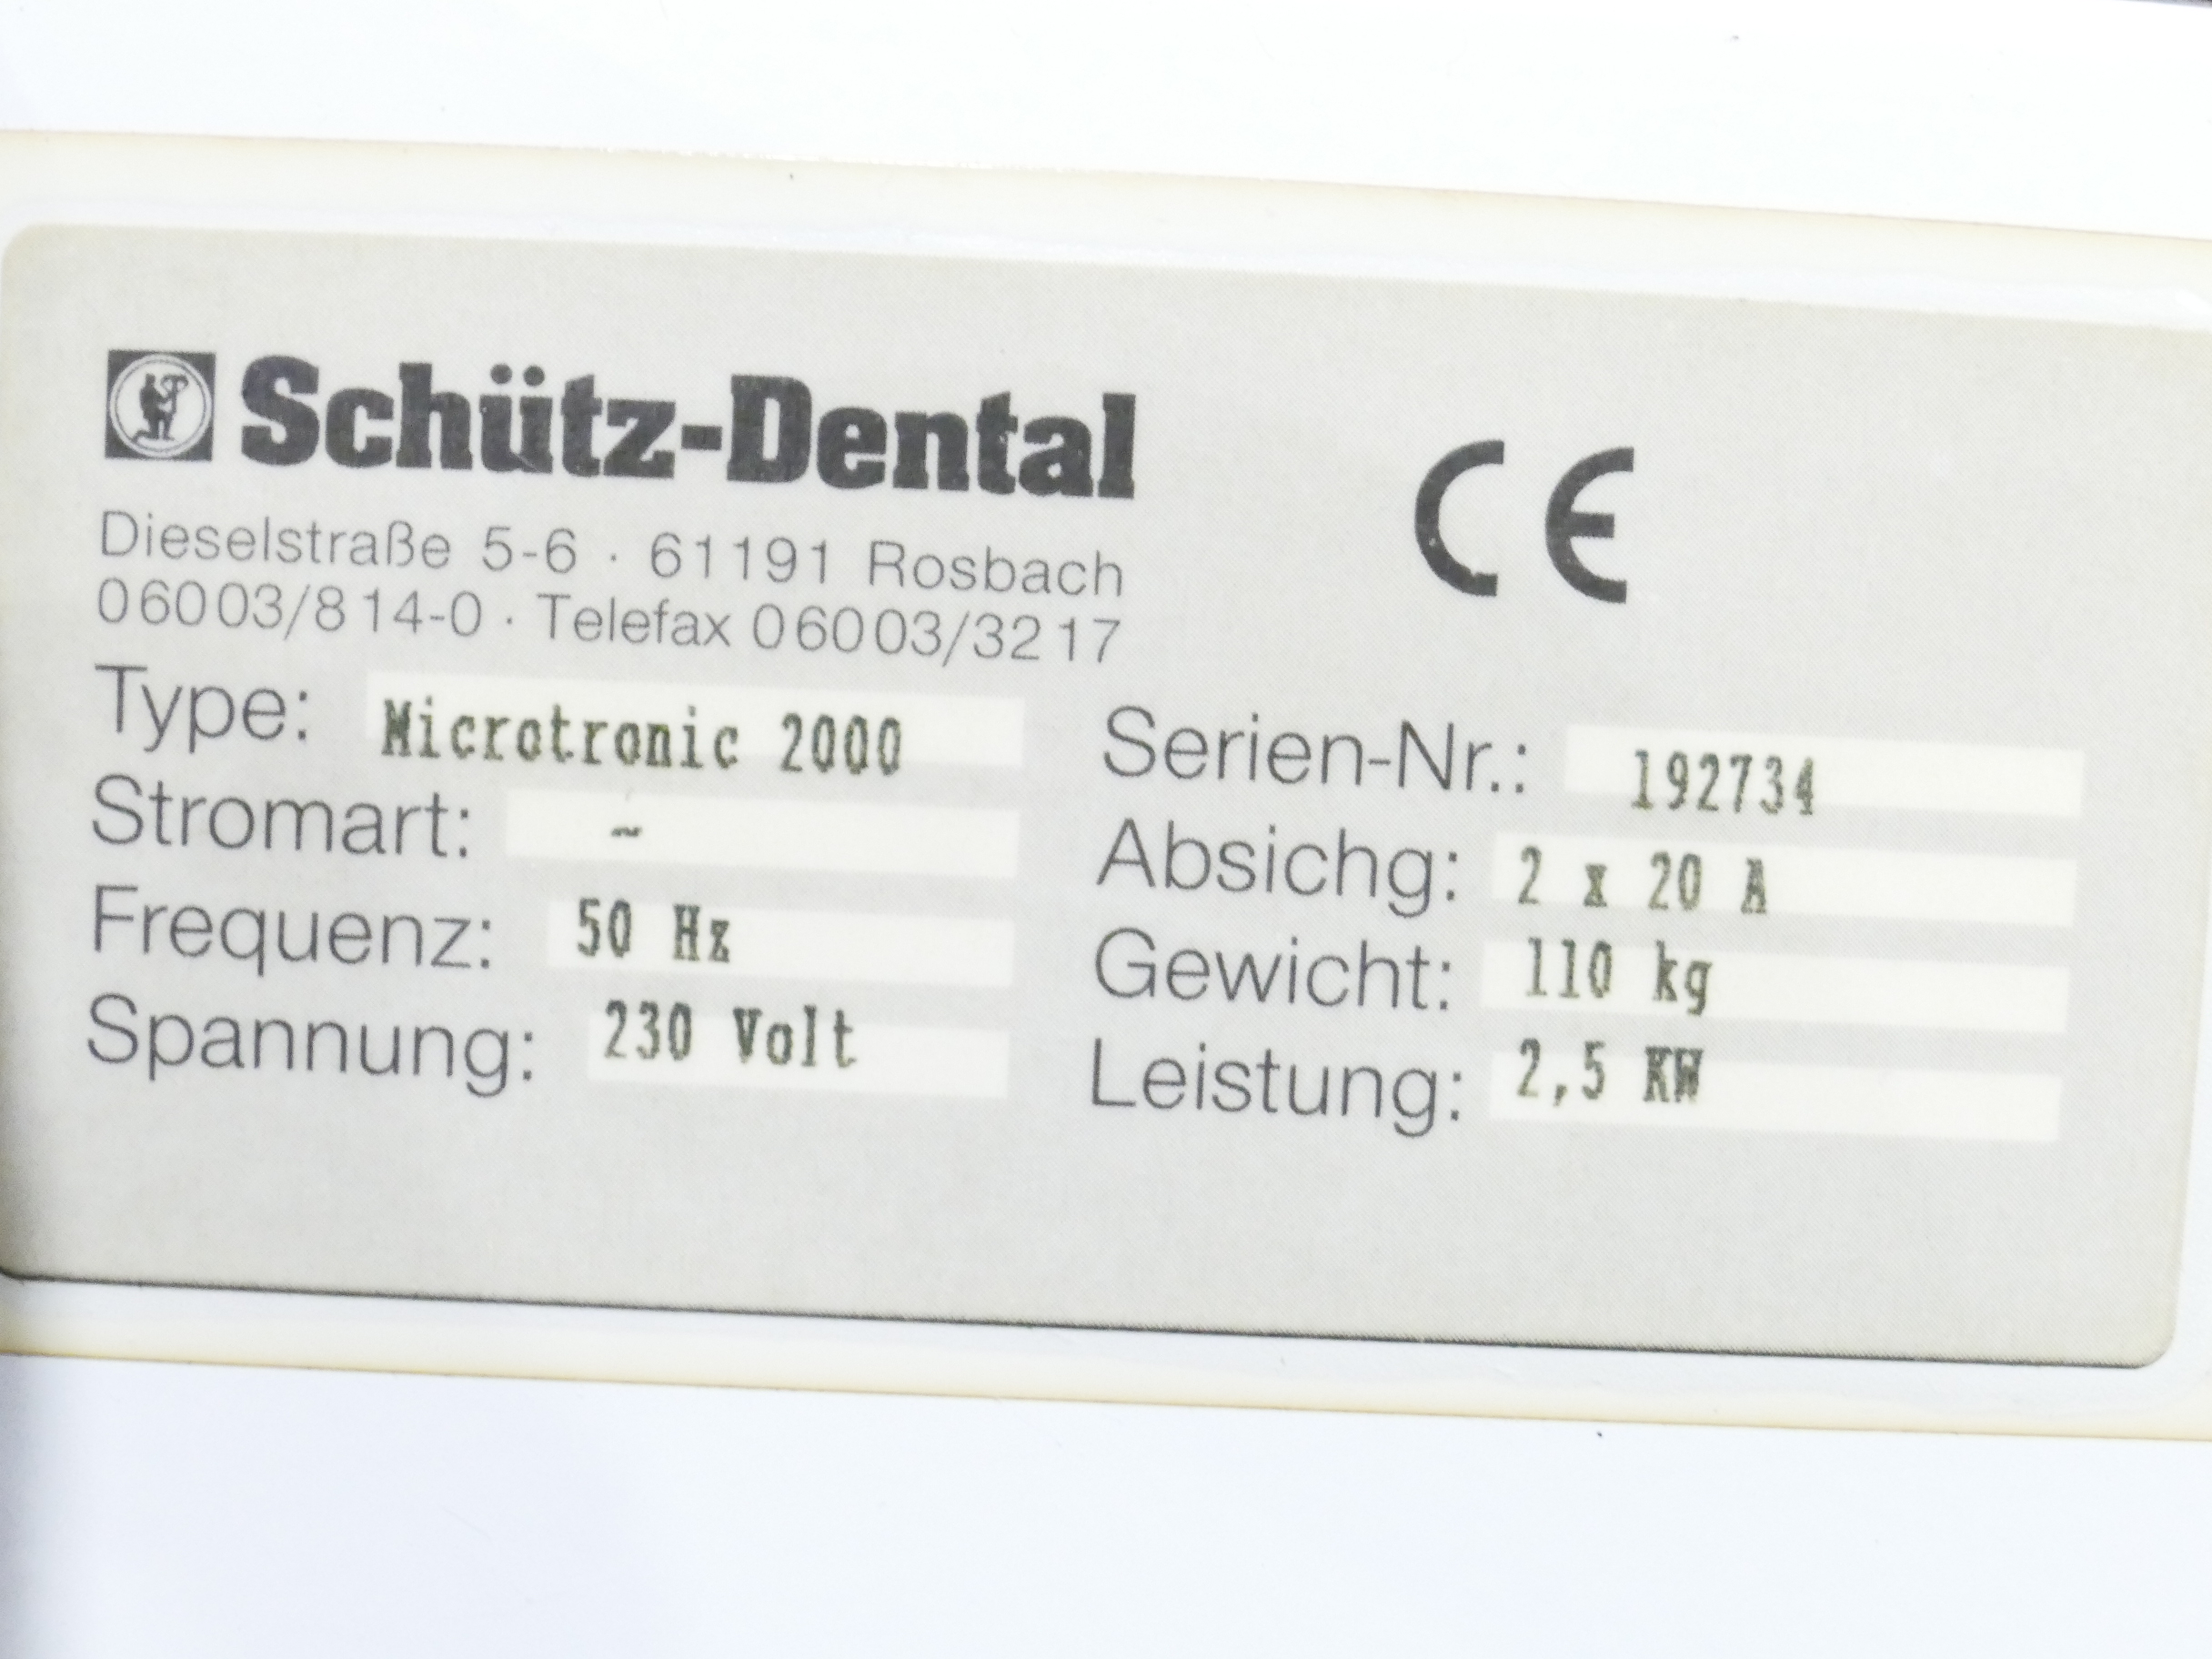 Schütz-Dental
CE
Dieselstraße 5-6 · 61191 Rosbach
06003/814-0 · Telefax 06003/3217
Type: Microtronic 2000
Stromart: ~
Frequenz: 50 Hz
Spannung: 230 Volt
Serien-Nr.: 192734
Absichg: 2 x 20 A
Gewicht: 110 kg
Leistung: 2,5 KW